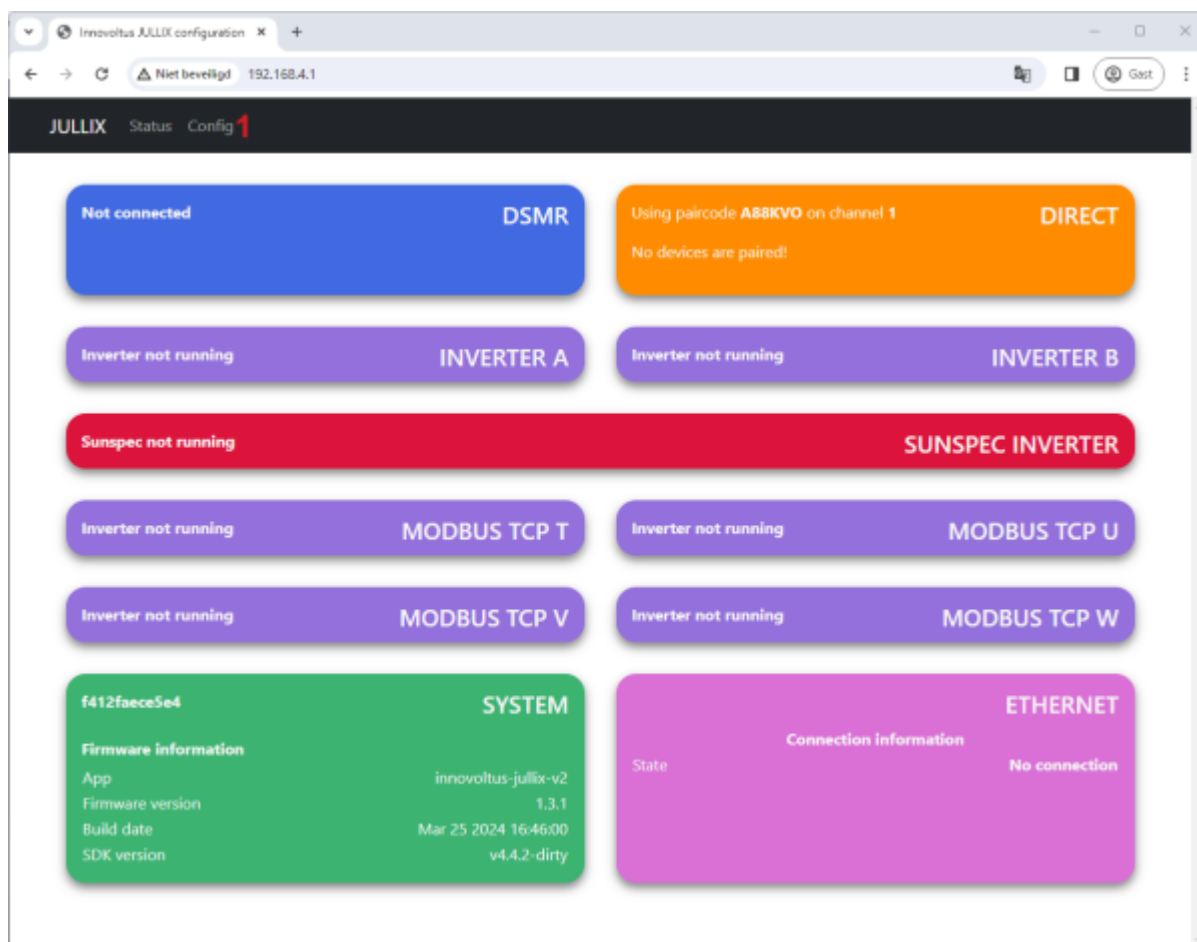 Innovoltus JULLIX configuration
Niet beveiligd 192.168.4.1
Gast
JULLIX Status Config 1
Not connected DSMR
Using paircode A88KVO on channel 1 DIRECT
No devices are paired!
Inverter not running INVERTER A
Inverter not running INVERTER B
Sunspec not running SUNSPEC INVERTER
Inverter not running MODBUS TCP T
Inverter not running MODBUS TCP U
Inverter not running MODBUS TCP V
Inverter not running MODBUS TCP W
f412faece5e4 SYSTEM
Firmware information
App innovoltus-jullix-v2
Firmware version 1.3.1
Build date Mar 25 2024 16:46:00
SDK version v4.4.2-dirty
ETHERNET
Connection information
State No connection